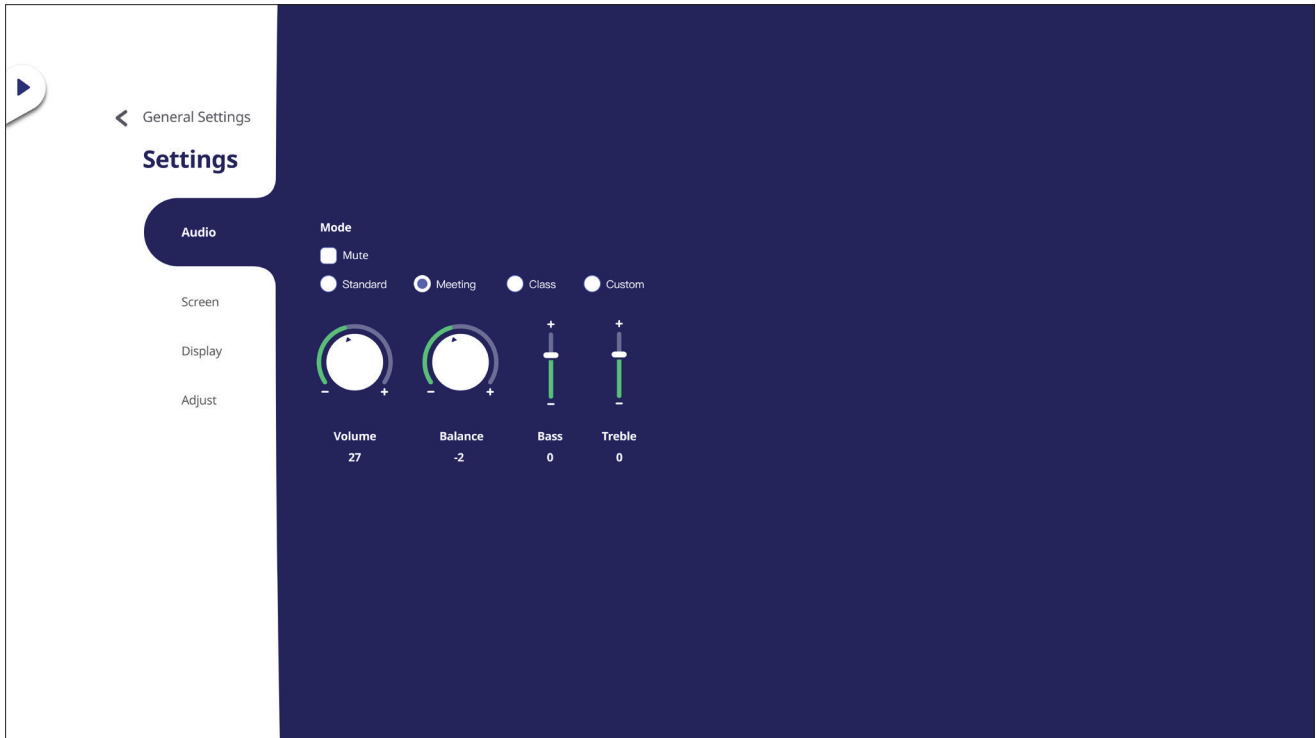 General Settings
Settings
Audio
Screen
Display
Adjust
Mode
Mute
Standard Meeting Class Custom
+ +
- + - + - -
Volume Balance Bass Treble
27 -2 0 0